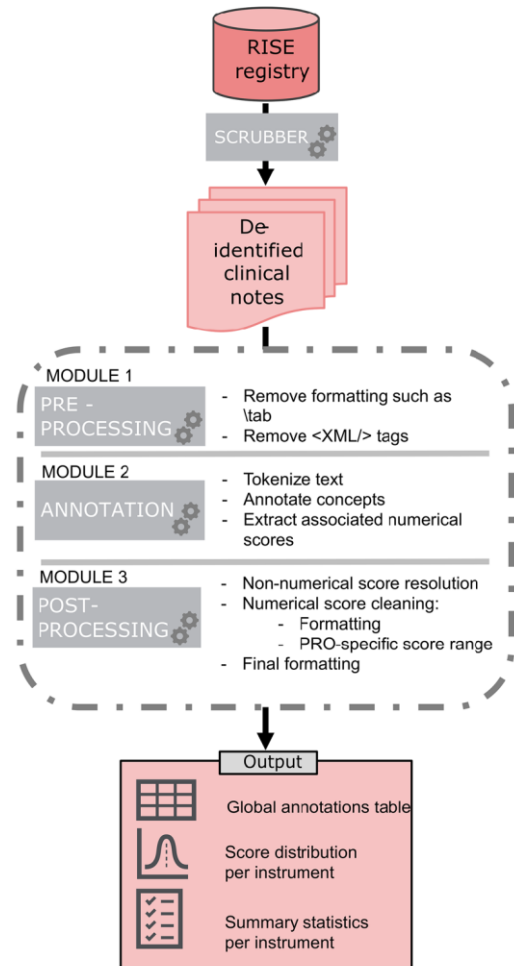 RISE
registry
SCRUBBER
De-
identified
clinical
notes
MODULE 1
PRE -
PROCESSING
- Remove formatting such as
\tab
- Remove <XML/> tags
MODULE 2
ANNOTATION
- Tokenize text
- Annotate concepts
- Extract associated numerical
scores
MODULE 3
POST-
PROCESSING
- Non-numerical score resolution
- Numerical score cleaning:
- Formatting
- PRO-specific score range
- Final formatting
Output
Global annotations table
Score distribution
per instrument
Summary statistics
per instrument